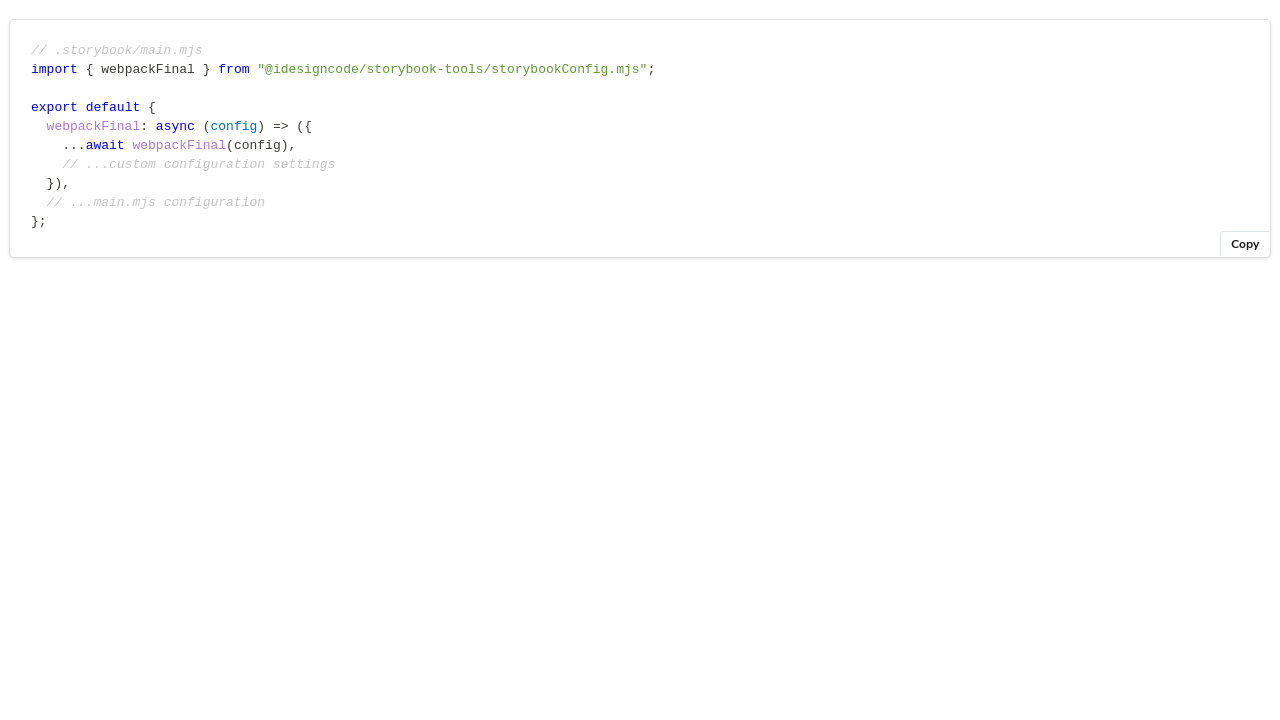 // .storybook/main.mjs
import { webpackFinal } from "@idesigncode/storybook-tools/storybookConfig.mjs";

export default {
  webpackFinal: async (config) => ({
    ...await webpackFinal(config),
    // ...custom configuration settings
  }),
  // ...main.mjs configuration
};
Copy